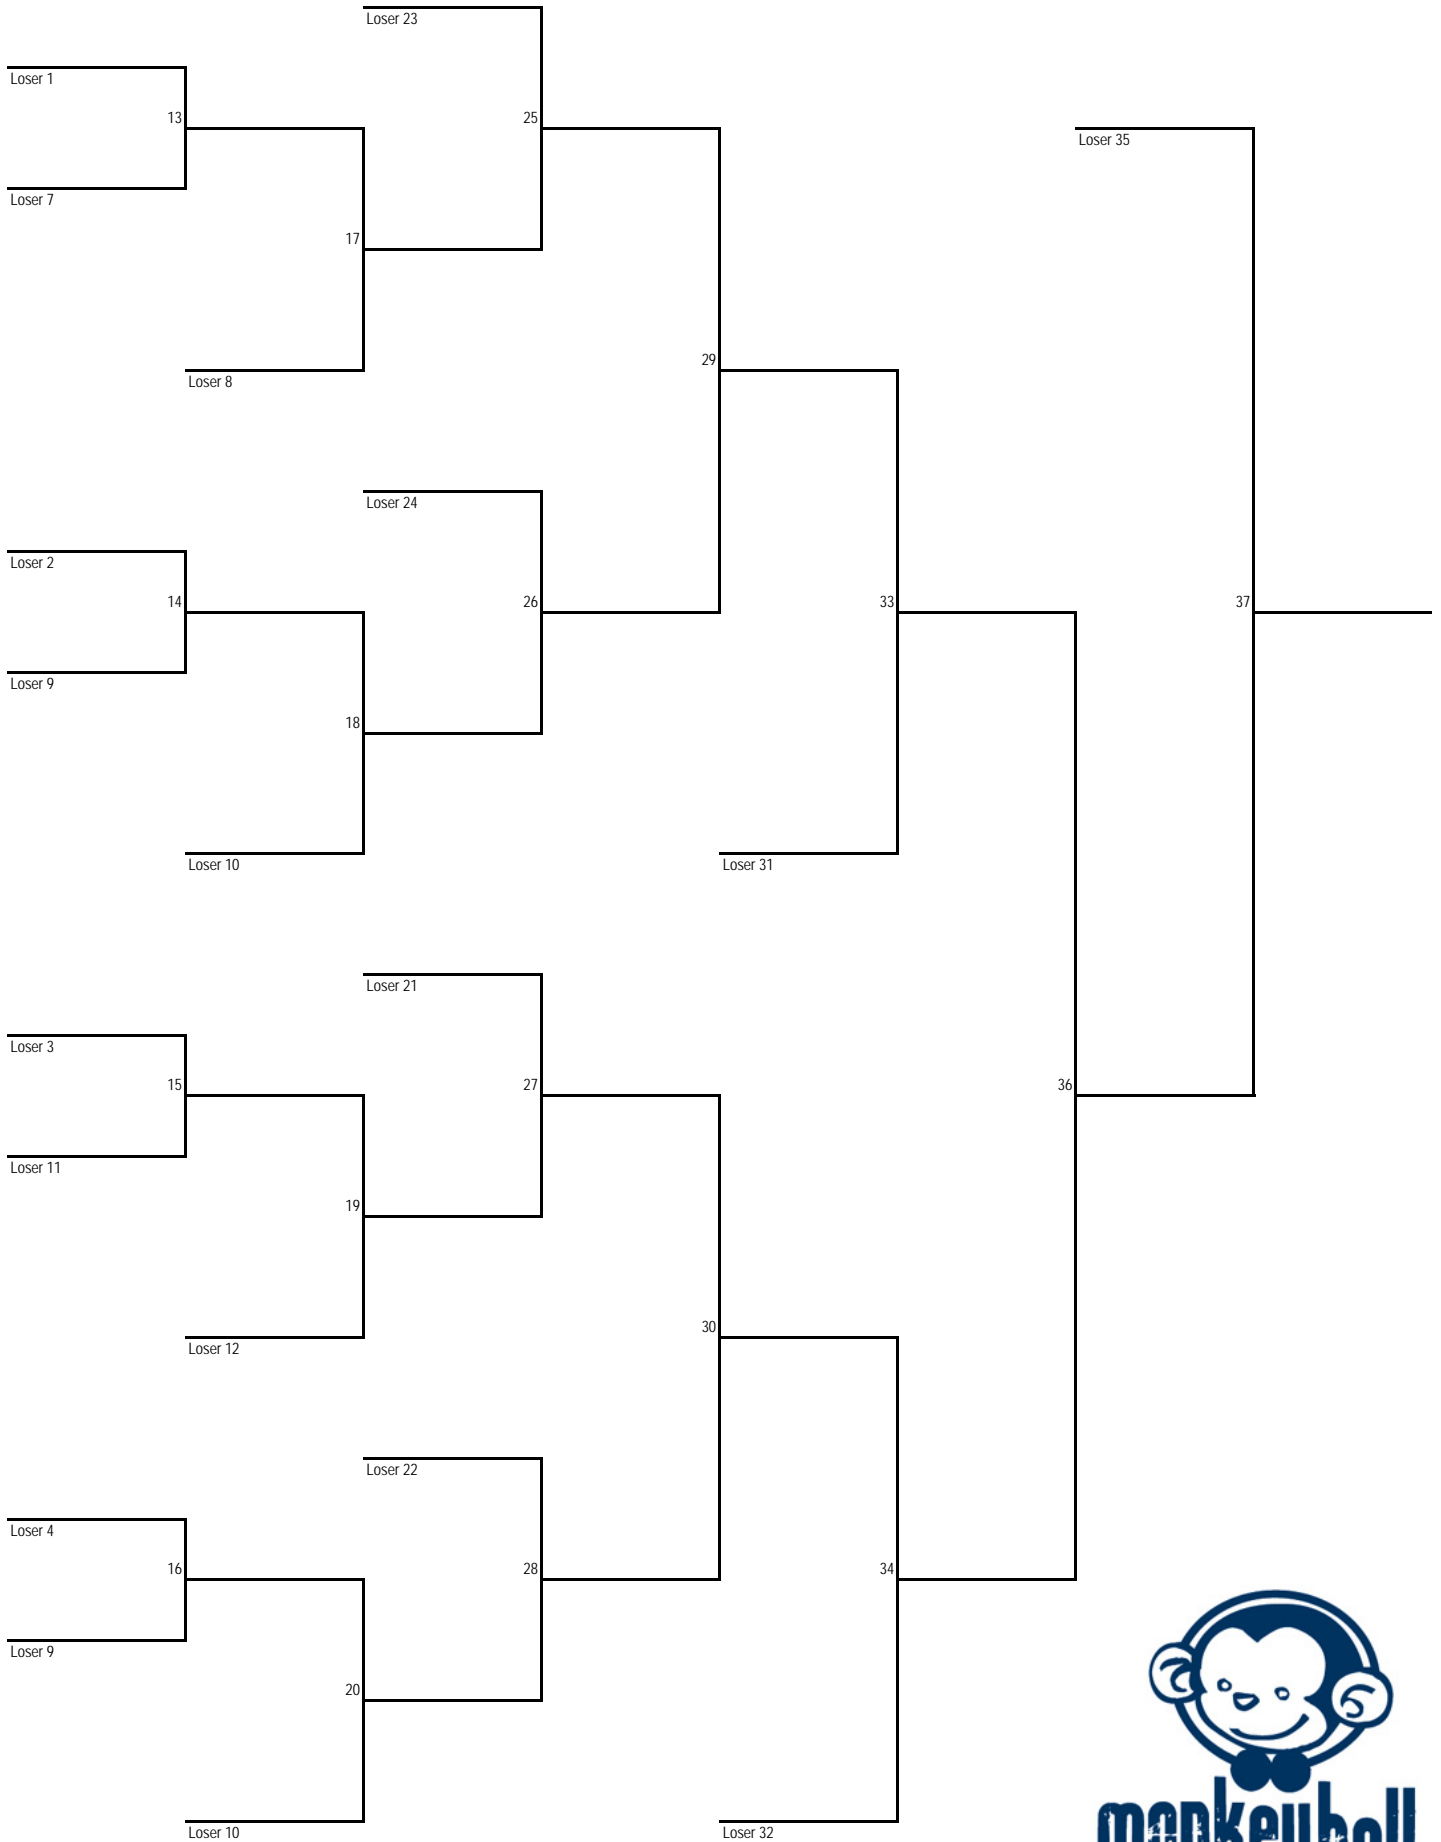 Loser 23
Loser 1
13
25
Loser 35
Loser 7
17
29
Loser 8
Loser 24
Loser 2
14
26
33
37
Loser 9
18
Loser 10
Loser 31
Loser 21
Loser 3
15
27
36
Loser 11
19
30
Loser 12
Loser 22
Loser 4
16
28
34
Loser 9
20
Loser 10
Loser 32
monkeyball